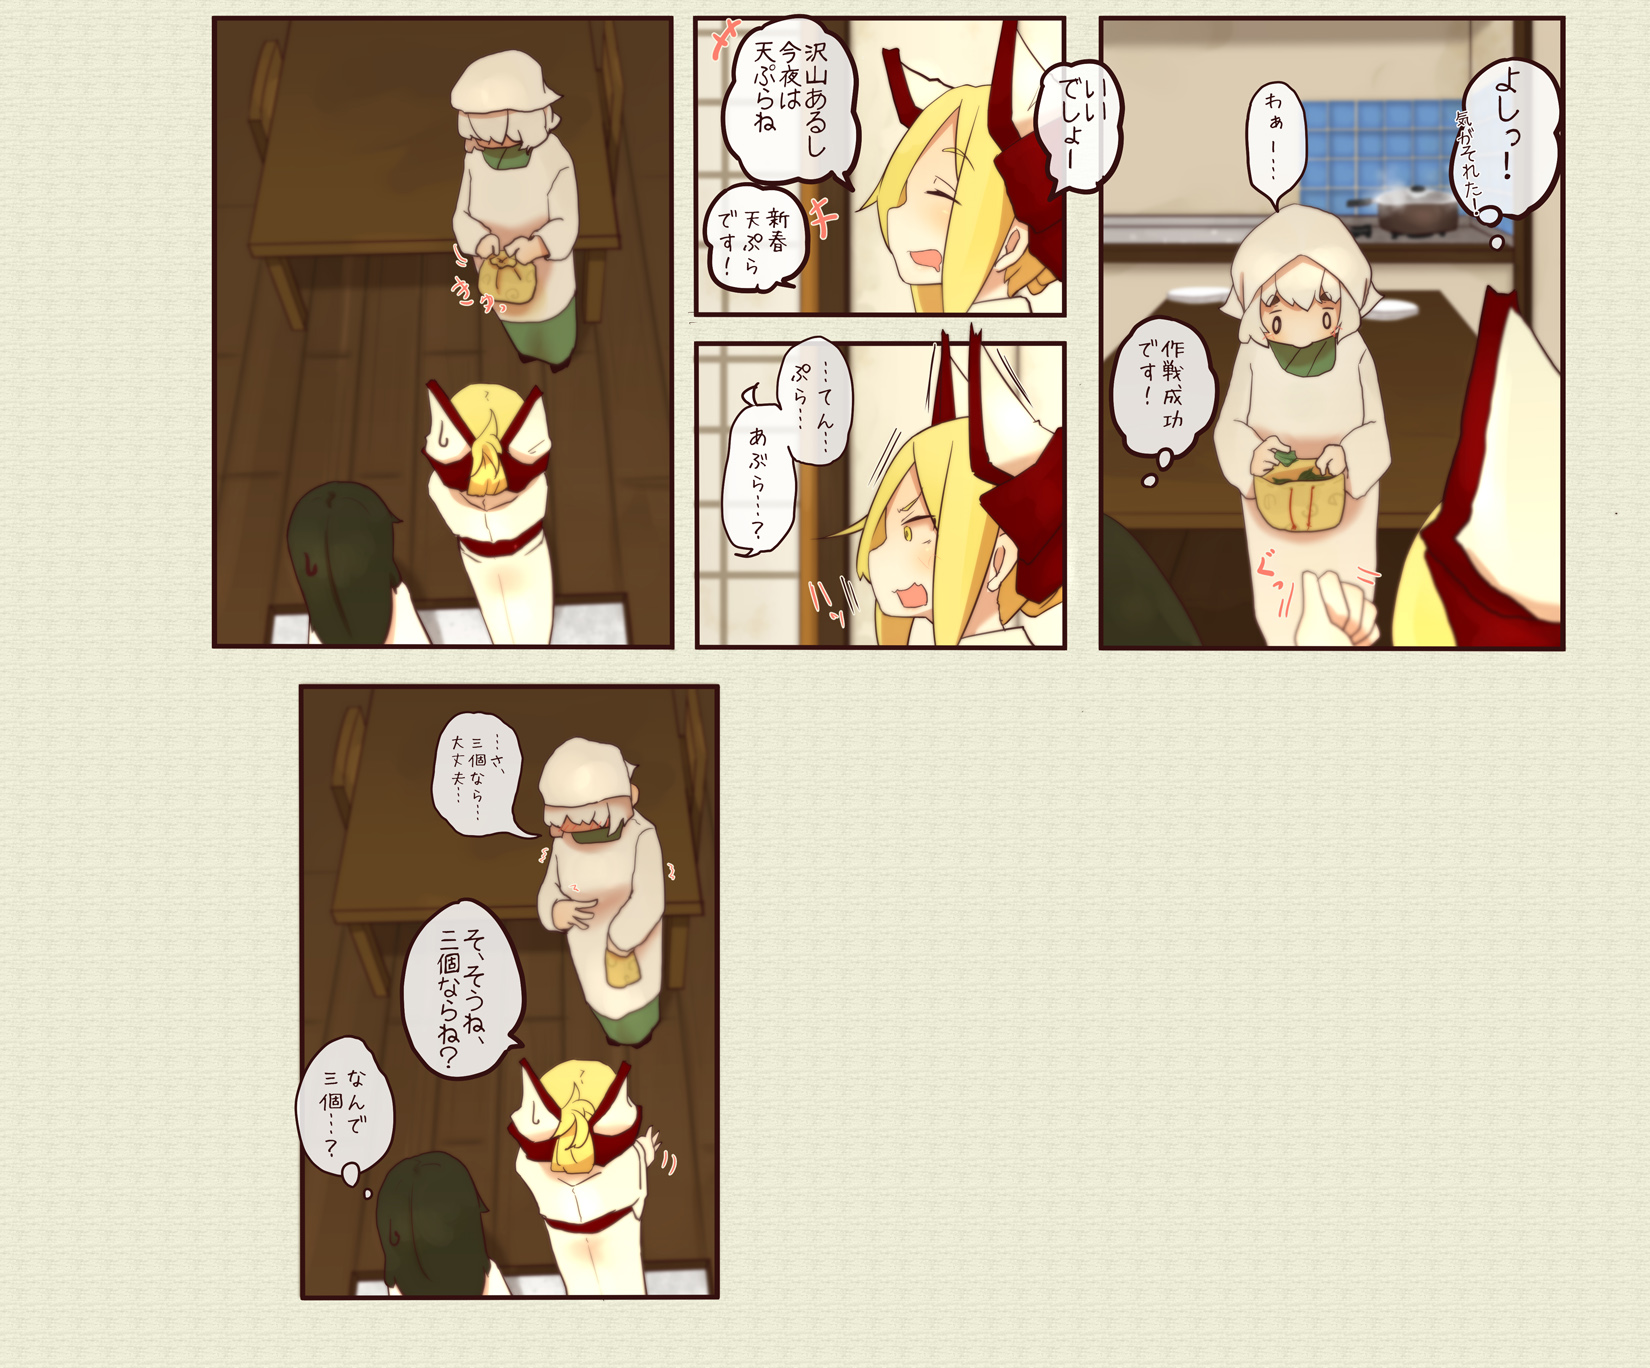 よしっ！
気がそれたー！
わぁー…
作戦、成功
です！
ぐっ
いい
でしょー
沢山あるし
今夜は
天ぷらね
新春
天ぷら
です！
…てん…
ぷら…
あぶら…？
ハッ
きゅっ
…さ、
三個なら…
大丈夫…
そ、そうね、
三個ならね？
なんで
三個…？